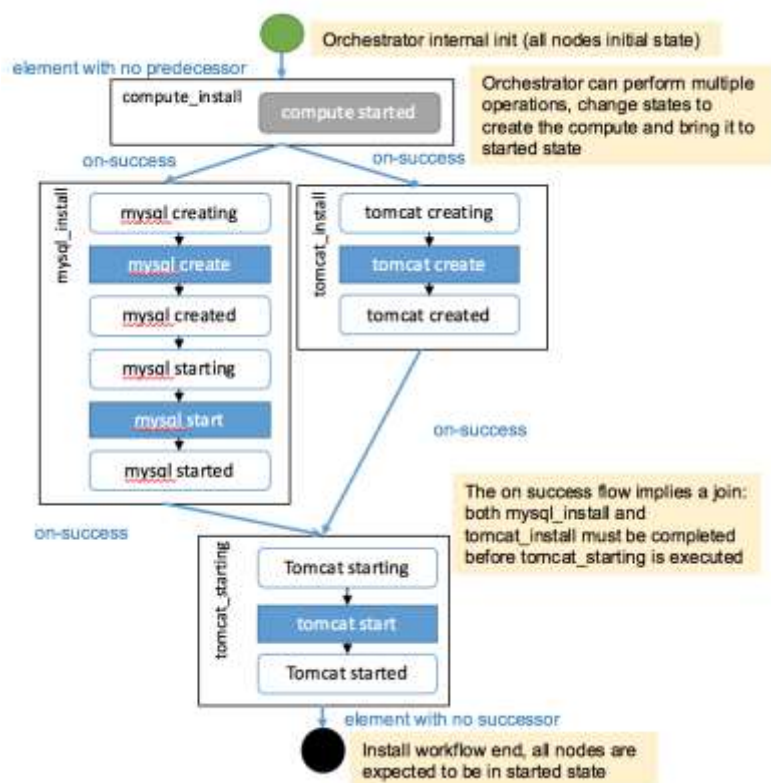 Orchestrator internal init (all nodes initial state)
element with no predecessor
compute_install
compute started
Orchestrator can perform multiple
operations, change states to
create the compute and bring it to
started state
on-success
on-success
mysql_install
mysql creating
mysql create
mysql created
mysql starting
mysql start
mysql started
tomcat_install
tomcat creating
tomcat create
tomcat created
on-success
on-success
The on success flow implies a join:
both mysql_install and
tomcat_install must be completed
before tomcat_starting is executed
tomcat_starting
Tomcat starting
tomcat start
Tomcat started
element with no successor
Install workflow end, all nodes are
expected to be in started state